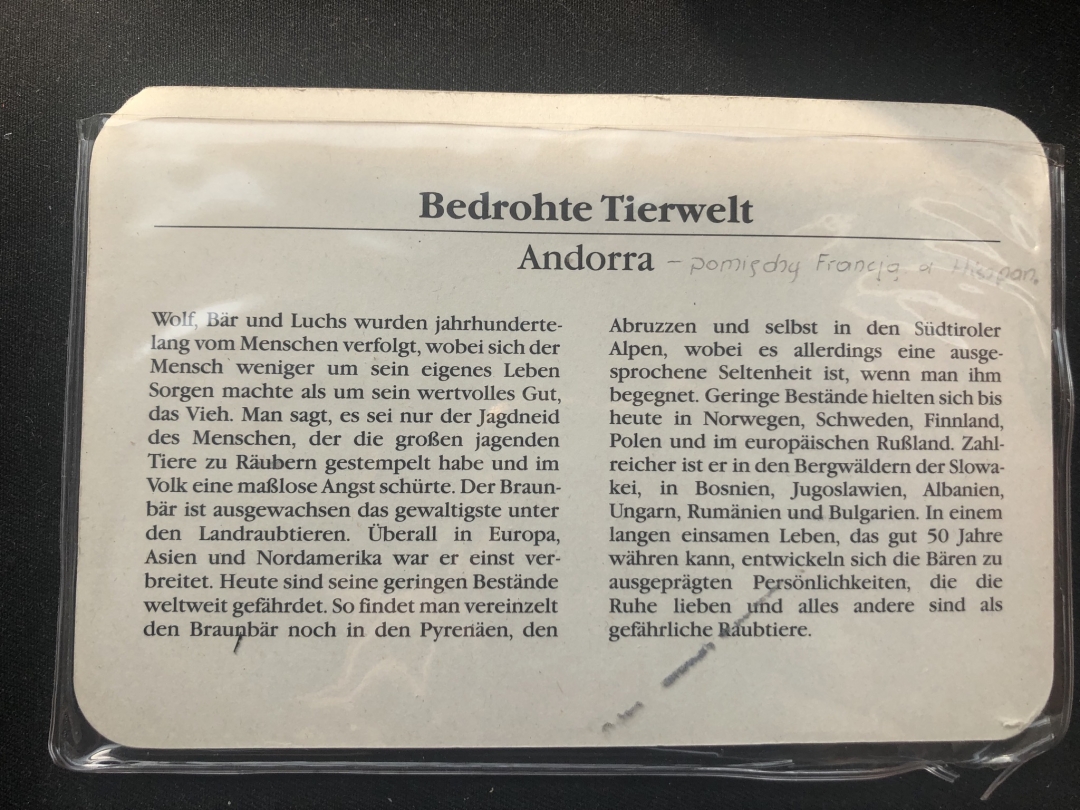 Bedrohte Tierwelt
Andorra – pomiędzy Francją a Hiszpan.
Wolf, Bär und Luchs wurden jahrhunderte-
lang vom Menschen verfolgt, wobei sich der
Mensch weniger um sein eigenes Leben
Sorgen machte als um sein wertvolles Gut,
das Vieh. Man sagt, es sei nur der Jagdneid
des Menschen, der die großen jagenden
Tiere zu Räubern gestempelt habe und im
Volk eine maßlose Angst schürte. Der Braun-
bär ist ausgewachsen das gewaltigste unter
den Landraubtieren. Überall in Europa,
Asien und Nordamerika war er einst ver-
breitet. Heute sind seine geringen Bestände
weltweit gefährdet. So findet man vereinzelt
den Braunbär noch in den Pyrenäen, den
Abruzzen und selbst in den Südtiroler
Alpen, wobei es allerdings eine ausge-
sprochene Seltenheit ist, wenn man ihm
begegnet. Geringe Bestände hielten sich bis
heute in Norwegen, Schweden, Finnland,
Polen und im europäischen Rußland. Zahl-
reicher ist er in den Bergwäldern der Slowa-
kei, in Bosnien, Jugoslawien, Albanien,
Ungarn, Rumänien und Bulgarien. In einem
langen einsamen Leben, das gut 50 Jahre
währen kann, entwickeln sich die Bären zu
ausgeprägten Persönlichkeiten, die die
Ruhe lieben und alles andere sind als
gefährliche Raubtiere.